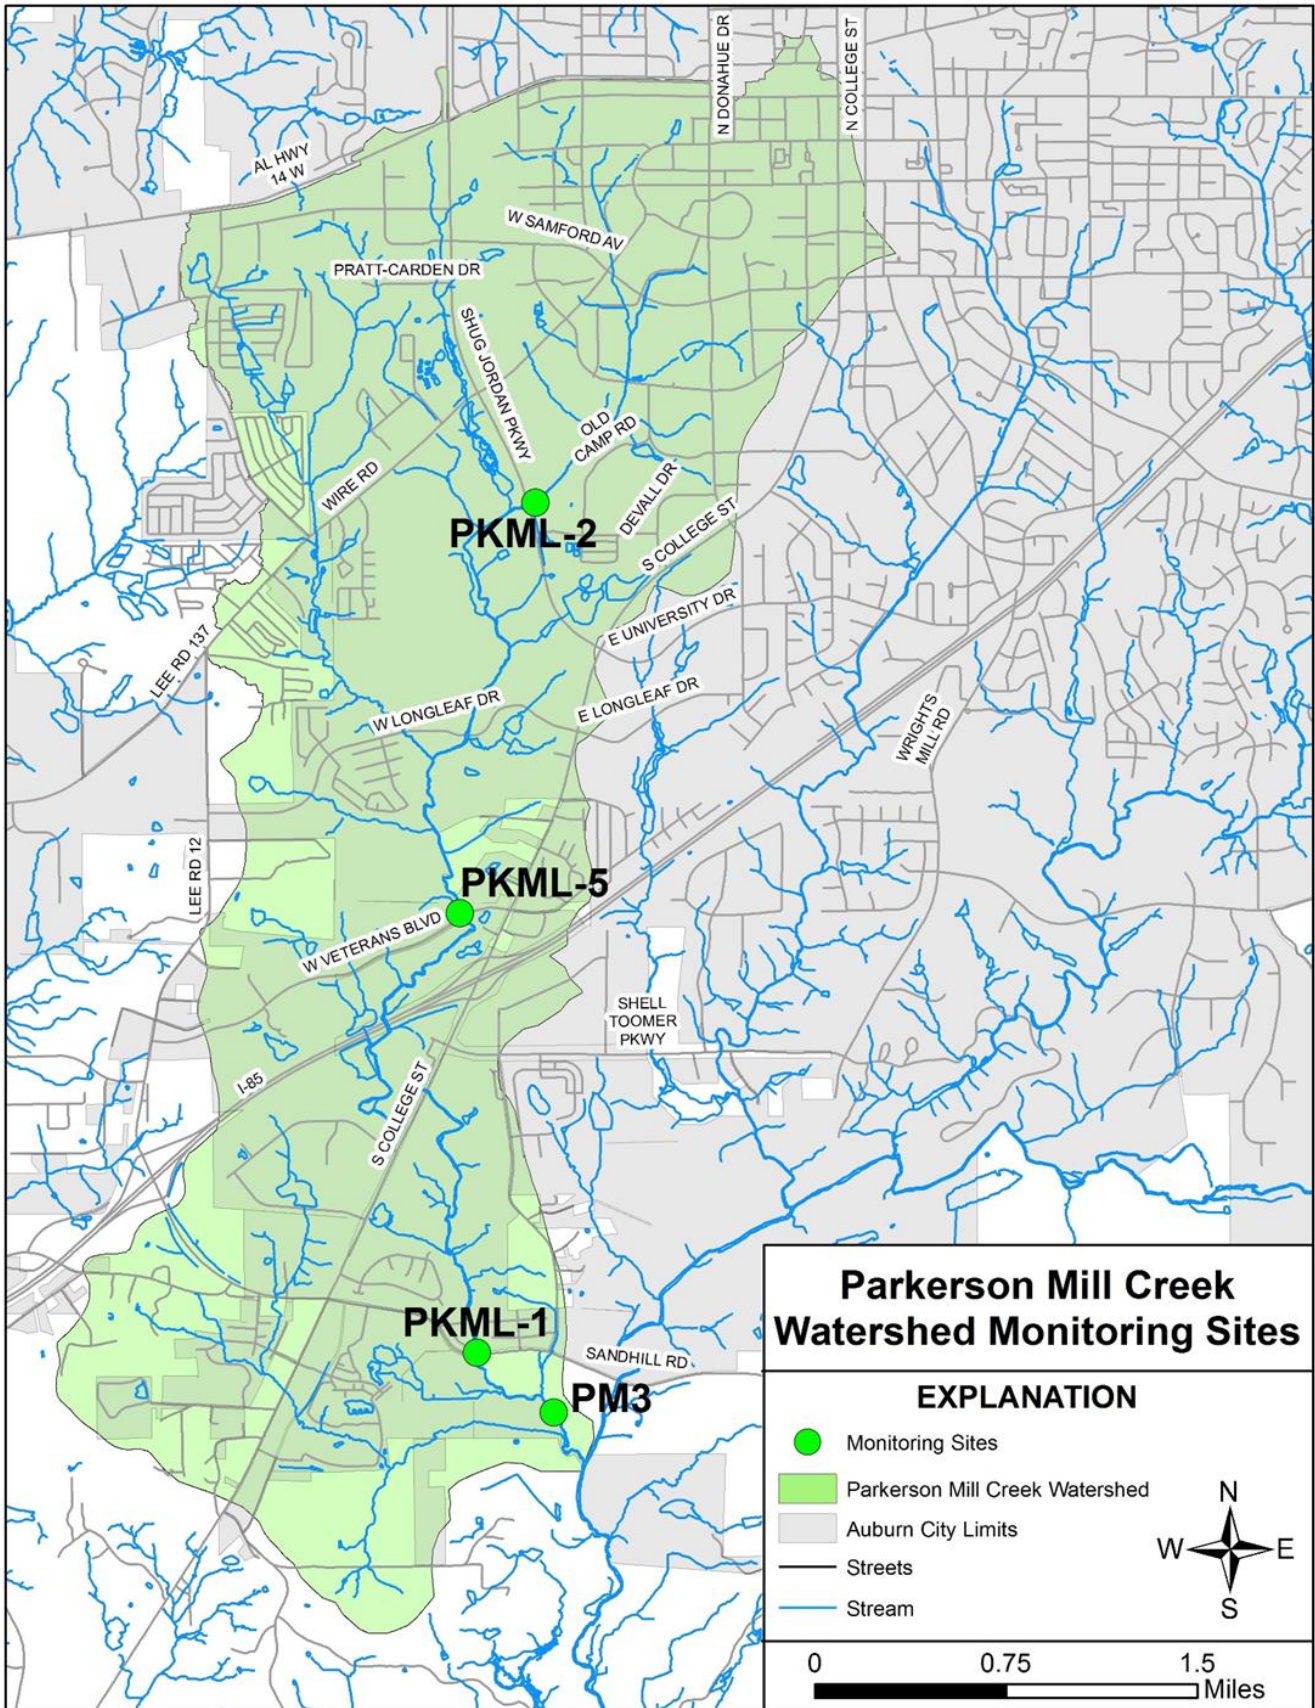 N DONAHUE DR
N COLLEGE ST
AL HWY
14 W
W SAMFORD AV
PRATT-CARDEN DR
SHUG JORDAN PKWY
OLD
CAMP RD
WIRE RD
DEVALL DR
PKML-2
S COLLEGE ST
E UNIVERSITY DR
LEE RD 137
W LONGLEAF DR
E LONGLEAF DR
WRIGHTS
MILL RD
LEE RD 12
PKML-5
W VETERANS BLVD
SHELL
TOOMER
PKWY
I-85
S COLLEGE ST
PKML-1
SANDHILL RD
PM3
Parkerson Mill Creek
Watershed Monitoring Sites
EXPLANATION
Monitoring Sites
Parkerson Mill Creek Watershed
Auburn City Limits
Streets
Stream
N
W E
S
0 0.75 1.5
Miles